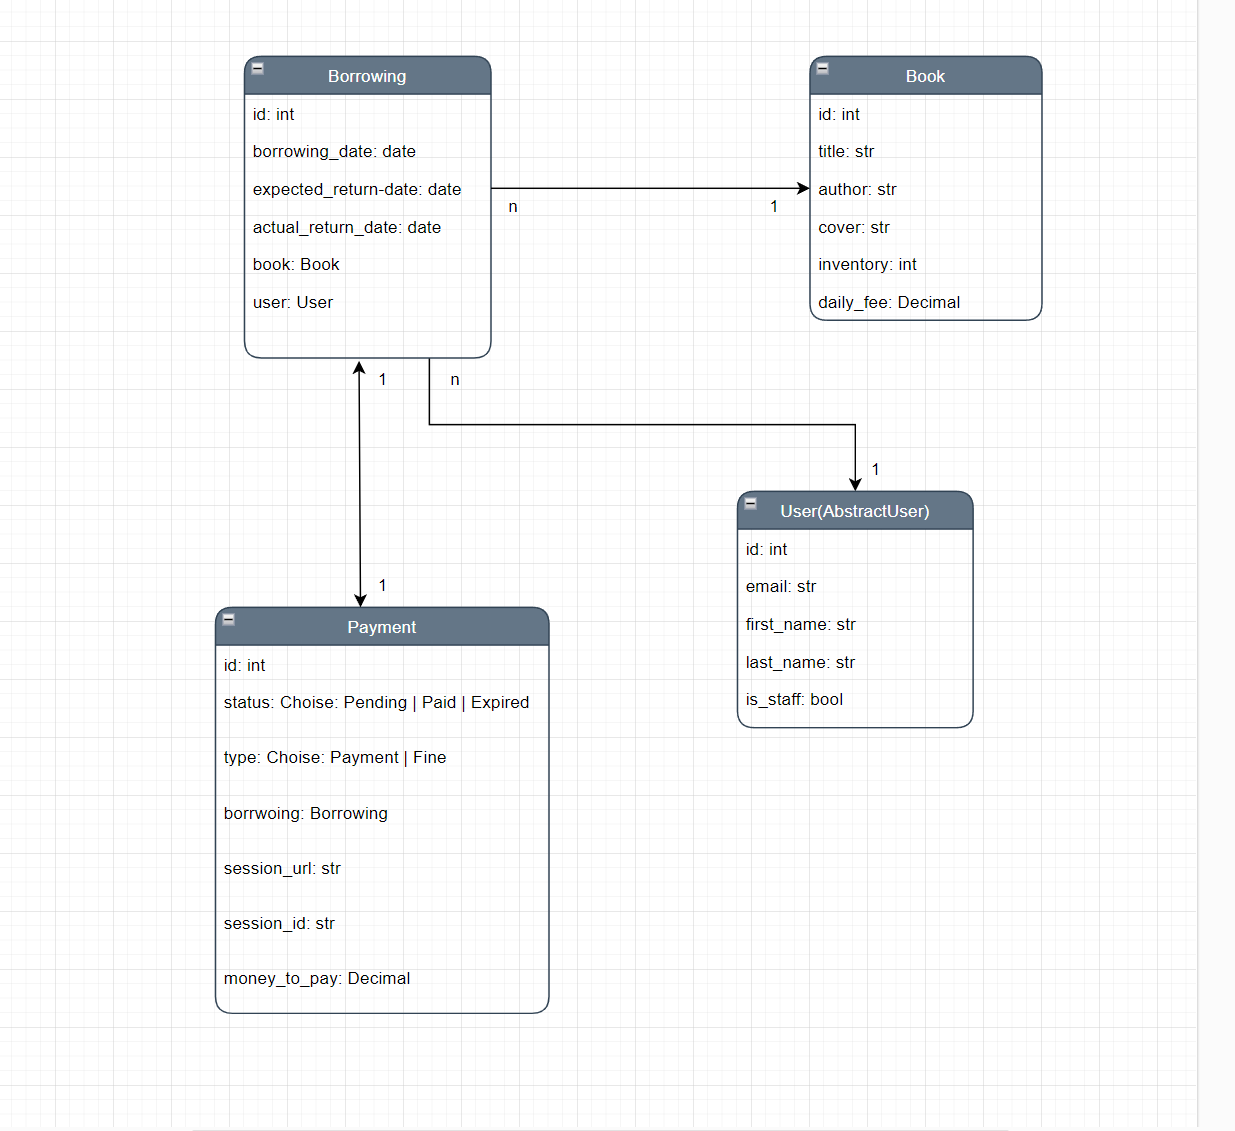 Borrowing
id: int
borrowing_date: date
expected_return-date: date
actual_return_date: date
book: Book
user: User
Book
id: int
title: str
author: str
cover: str
inventory: int
daily_fee: Decimal
n
1
1
n
1
1
User(AbstractUser)
id: int
email: str
first_name: str
last_name: str
is_staff: bool
Payment
id: int
status: Choise: Pending | Paid | Expired
type: Choise: Payment | Fine
borrwoing: Borrowing
session_url: str
session_id: str
money_to_pay: Decimal